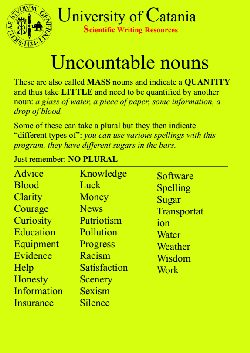 University of Catania
Scientific Writing Resources
Uncountable nouns
These are also called MASS nouns and indicate a QUANTITY
and thus take LITTLE and need to be quantified by another
noun: a glass of water, a piece of paper, some information, a
drop of blood.
Some of these can take a plural but they then indicate
"different types of": you can use various spellings with this
program, they have different sugars in the bars.
Just remember: NO PLURAL
Advice
Blood
Clarity
Courage
Curiosity
Education
Equipment
Evidence
Help
Honesty
Information
Insurance
Knowledge
Luck
Money
News
Patriotism
Pollution
Progress
Racism
Satisfaction
Scenery
Sexism
Silence
Software
Spelling
Sugar
Transportat
ion
Water
Weather
Wisdom
Work